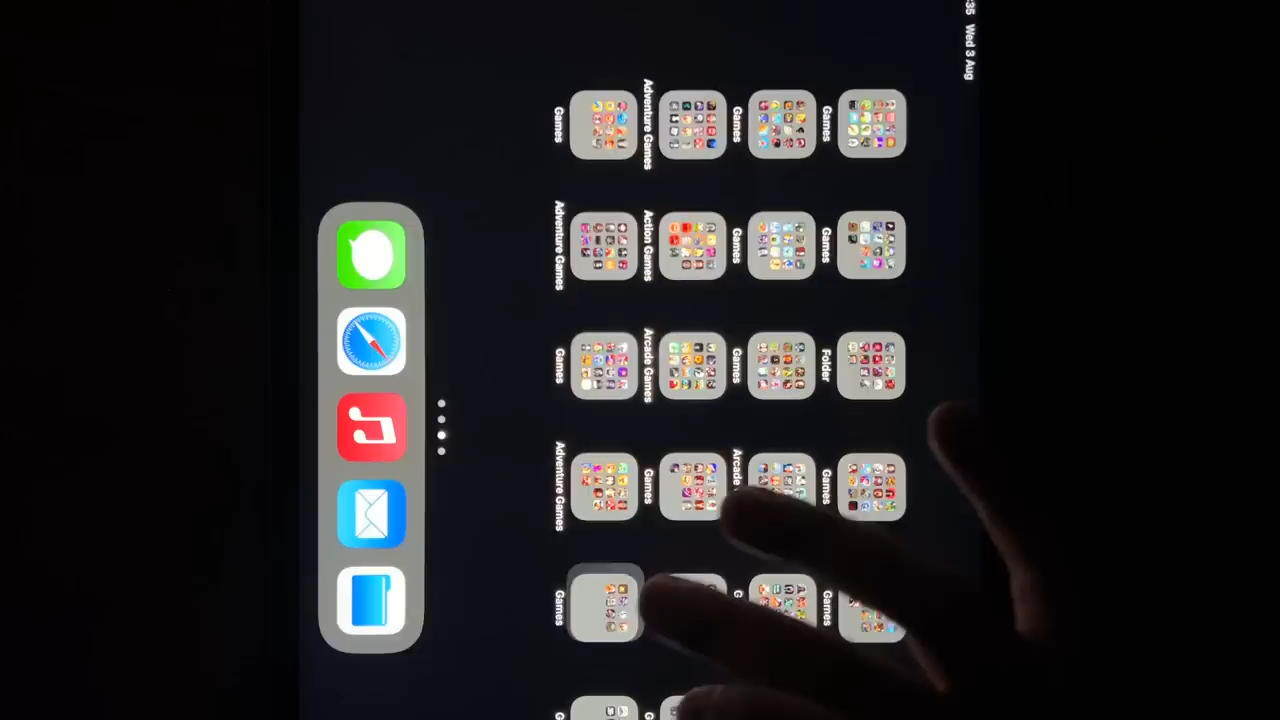 :35 Wed 3 Aug
Games Games Folder Games Games
Games Games Games Arcade
Adventure Games Action Games Arcade Games Games
Games Adventure Games Games Adventure Games Games